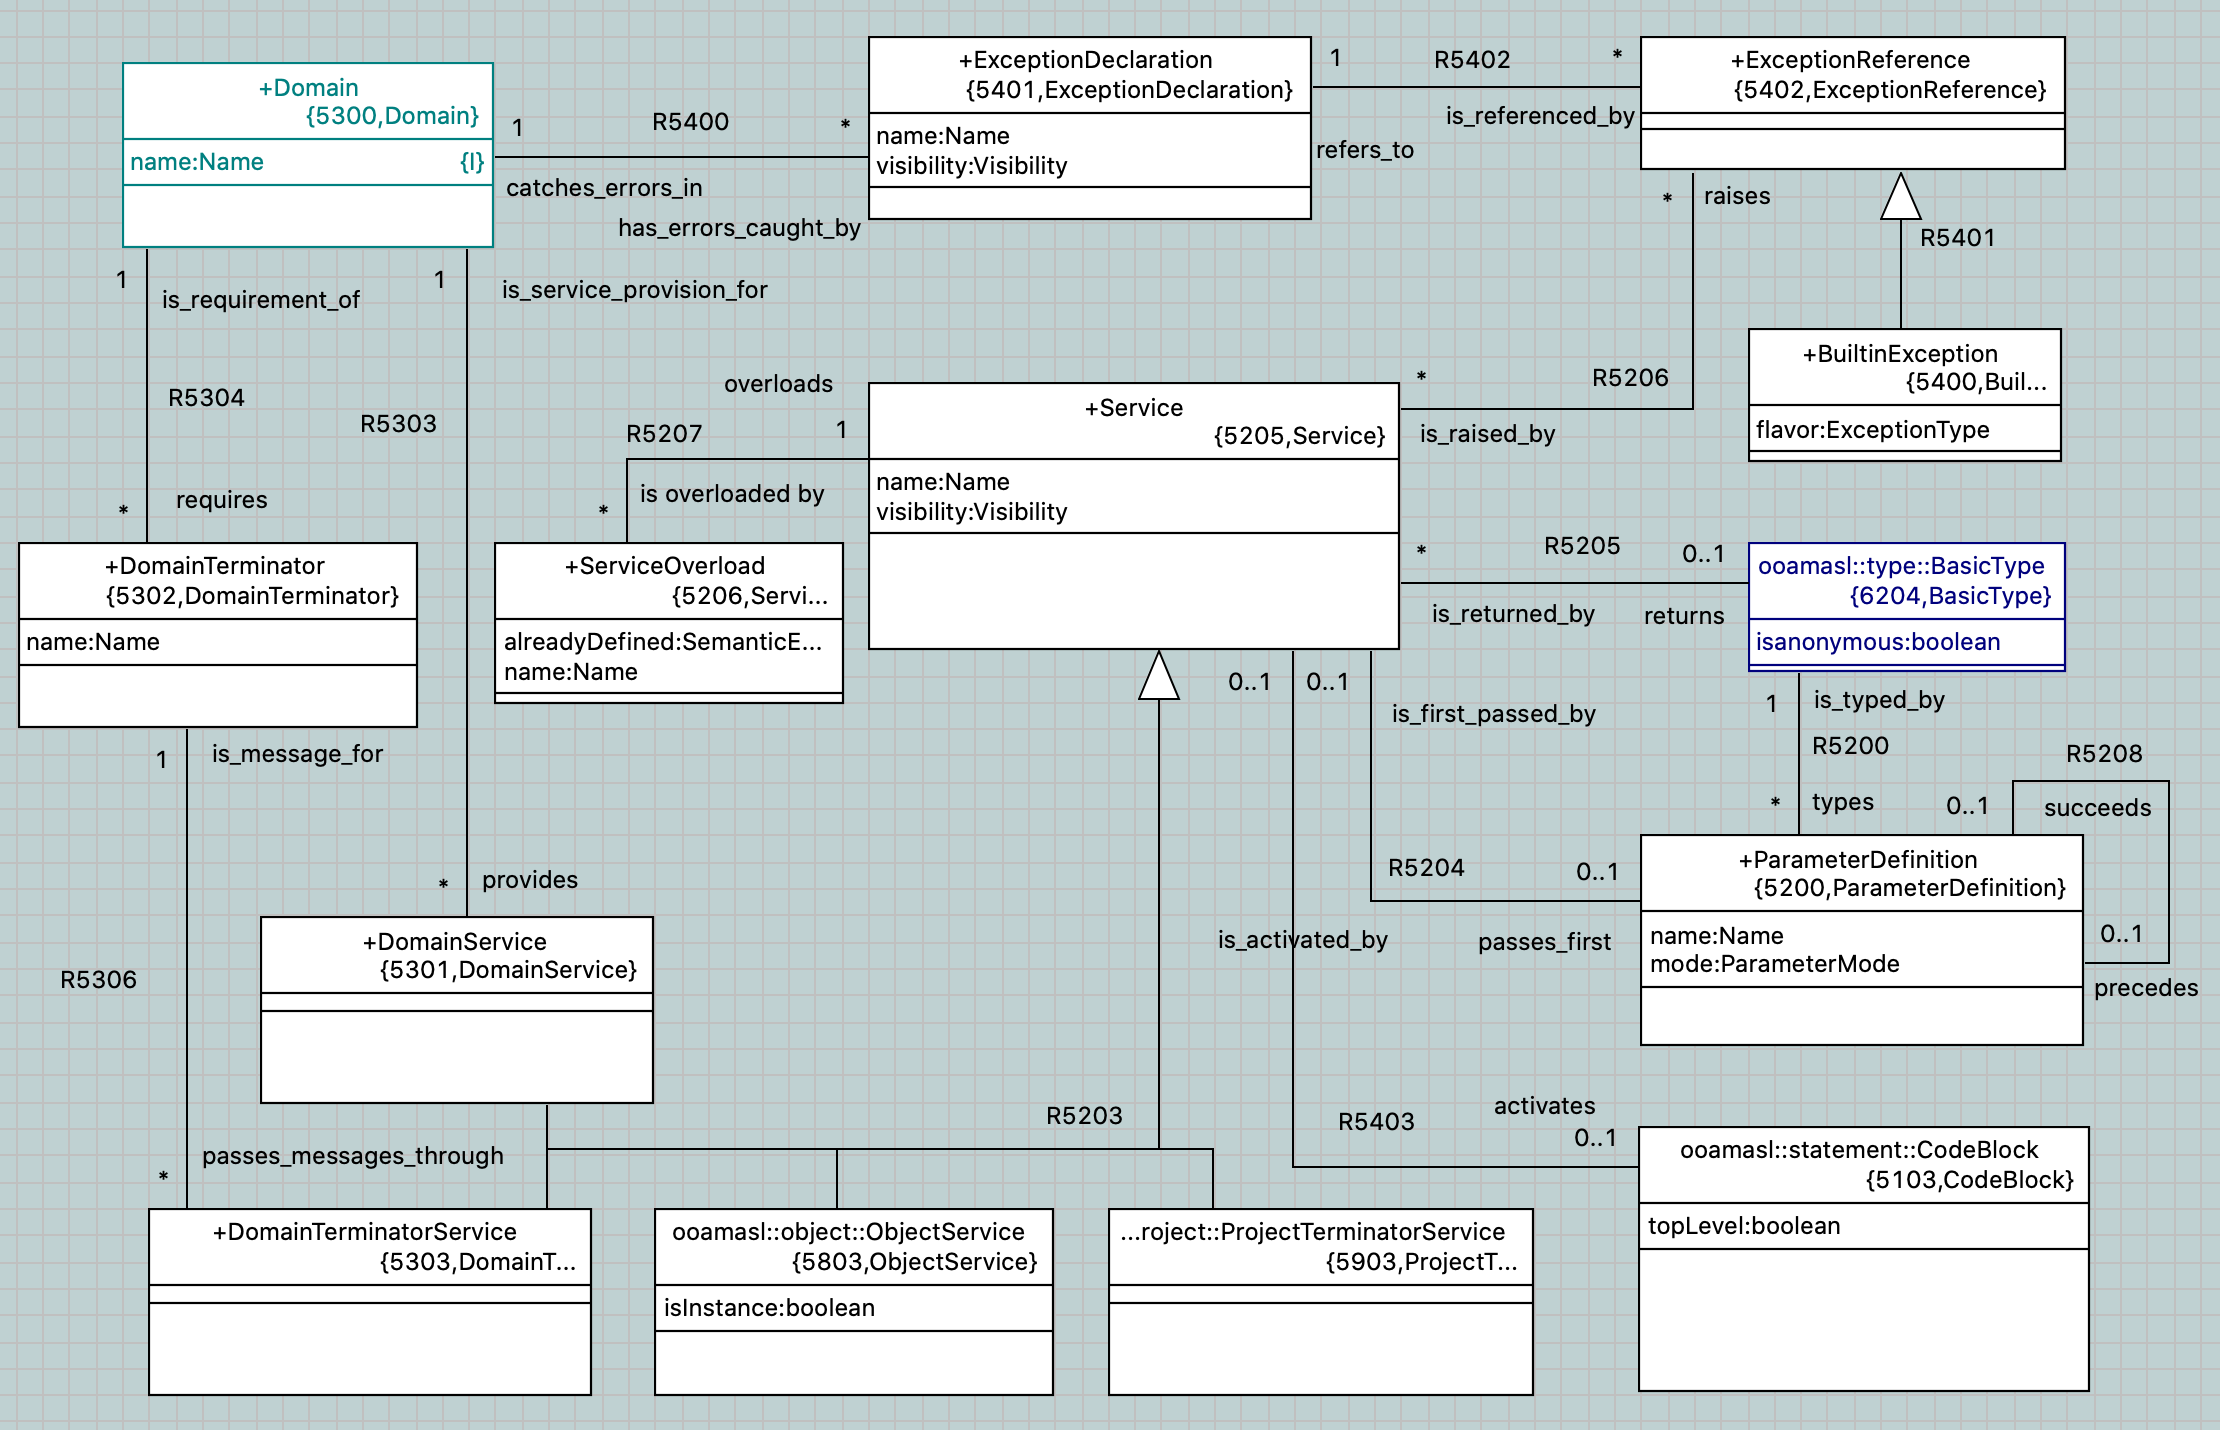 +Domain
{5300,Domain}
name:Name {I}
1
R5400
*
catches_errors_in
has_errors_caught_by
+ExceptionDeclaration
{5401,ExceptionDeclaration}
name:Name
visibility:Visibility
1
R5402
*
is_referenced_by
refers_to
+ExceptionReference
{5402,ExceptionReference}
*
raises
R5401
1
is_requirement_of
1
is_service_provision_for
R5304
R5303
requires
*
overloads
R5207
1
is overloaded by
*
+Service
{5205,Service}
name:Name
visibility:Visibility
*
R5206
is_raised_by
+BuiltinException
{5400,Buil...
flavor:ExceptionType
+DomainTerminator
{5302,DomainTerminator}
name:Name
+ServiceOverload
{5206,Servi...
alreadyDefined:SemanticE...
name:Name
*
R5205
0..1
is_returned_by
returns
ooamasl::type::BasicType
{6204,BasicType}
isanonymous:boolean
0..1
0..1
is_first_passed_by
1
is_typed_by
R5200
R5208
*
types
0..1
succeeds
1
is_message_for
*
provides
R5204
0..1
is_activated_by
passes_first
+ParameterDefinition
{5200,ParameterDefinition}
name:Name
mode:ParameterMode
0..1
precedes
+DomainService
{5301,DomainService}
R5306
R5203
R5403
activates
0..1
passes_messages_through
*
+DomainTerminatorService
{5303,DomainT...
ooamasl::object::ObjectService
{5803,ObjectService}
isInstance:boolean
...roject::ProjectTerminatorService
{5903,ProjectT...
ooamasl::statement::CodeBlock
{5103,CodeBlock}
topLevel:boolean